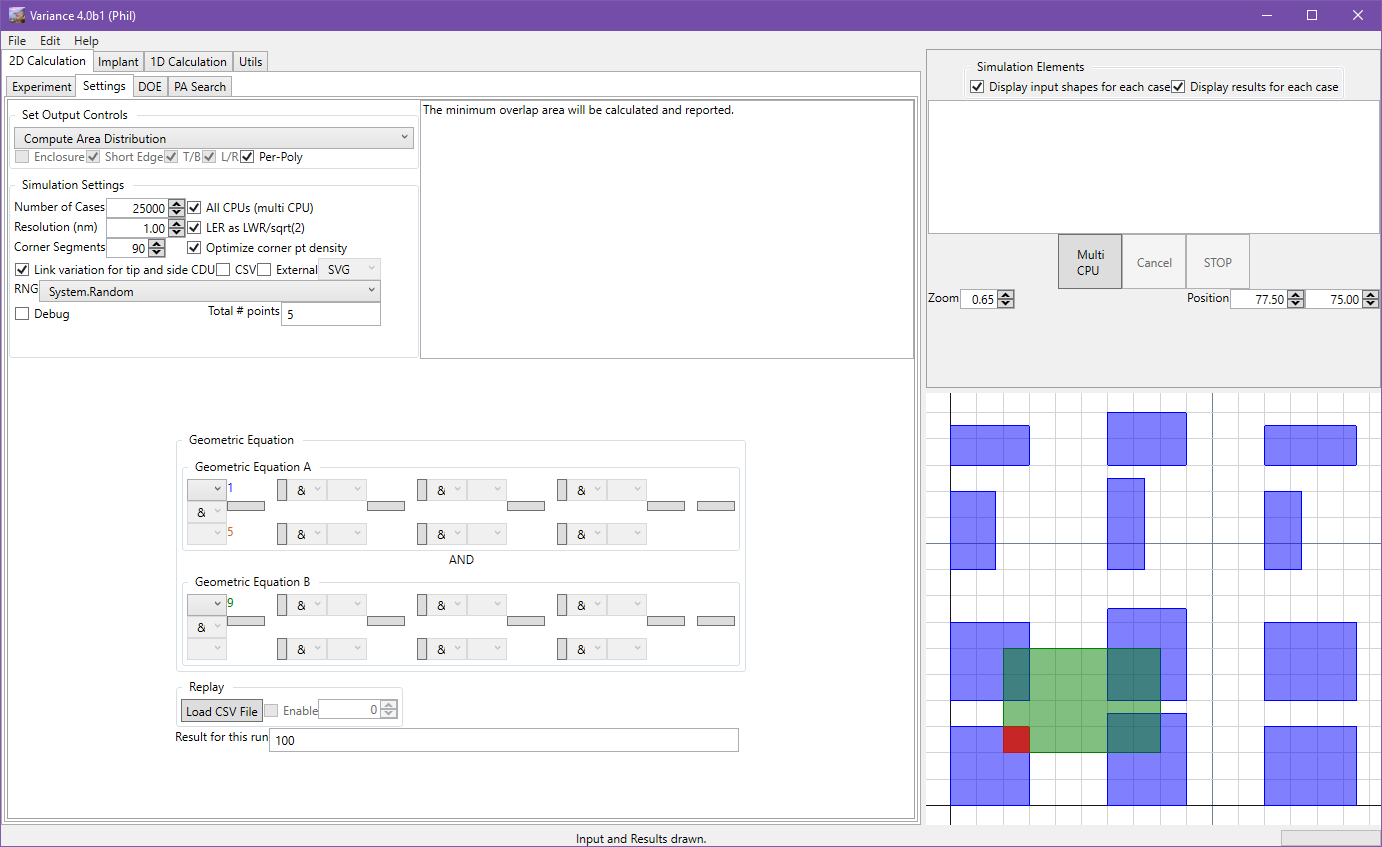 Variance 4.0b1 (Phil)
File Edit Help
2D Calculation Implant 1D Calculation Utils
Experiment Settings DOE PA Search
Set Output Controls
Compute Area Distribution
Enclosure Short Edge T/B L/R Per-Poly
Simulation Settings
Number of Cases 25000 All CPUs (multi CPU)
Resolution (nm) 1.00 LER as LWR/sqrt(2)
Corner Segments 90 Optimize corner pt density
Link variation for tip and side CDU CSV External SVG
RNG System.Random
Debug Total # points 5
The minimum overlap area will be calculated and reported.
Geometric Equation
Geometric Equation A
1 & & &
&
5 & & &
AND
Geometric Equation B
9 & & &
&
& & &
Replay
Load CSV File Enable 0
Result for this run 100
Simulation Elements
Display input shapes for each case Display results for each case
Multi CPU Cancel STOP
Zoom 0.65 Position 77.50 75.00
Input and Results drawn.